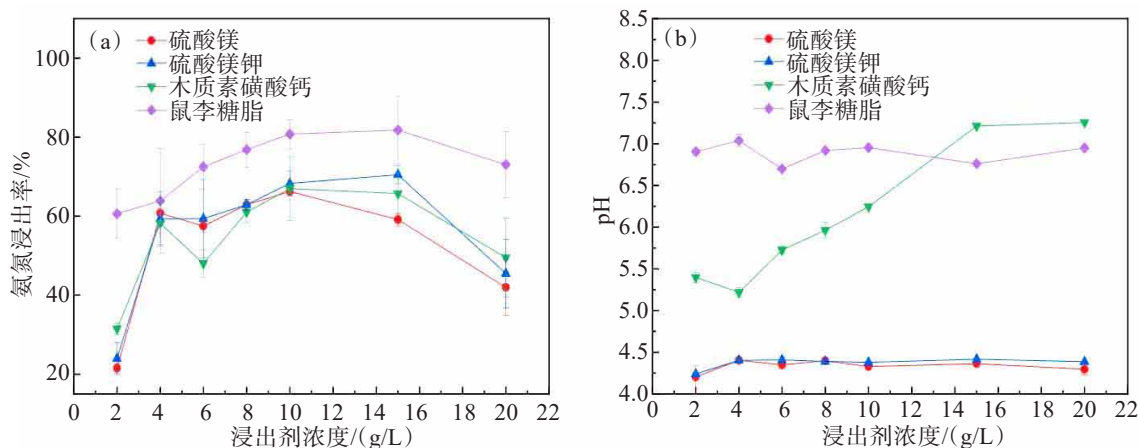 (a)
硫酸镁
硫酸镁钾
木质素磺酸钙
鼠李糖脂
氨氮浸出率/%
100
80
60
40
20
0 2 4 6 8 10 12 14 16 18 20 22
浸出剂浓度/(g/L)
(b)
硫酸镁
硫酸镁钾
木质素磺酸钙
鼠李糖脂
pH
8.5
8.0
7.5
7.0
6.5
6.0
5.5
5.0
4.5
4.0
0 2 4 6 8 10 12 14 16 18 20 22
浸出剂浓度/(g/L)